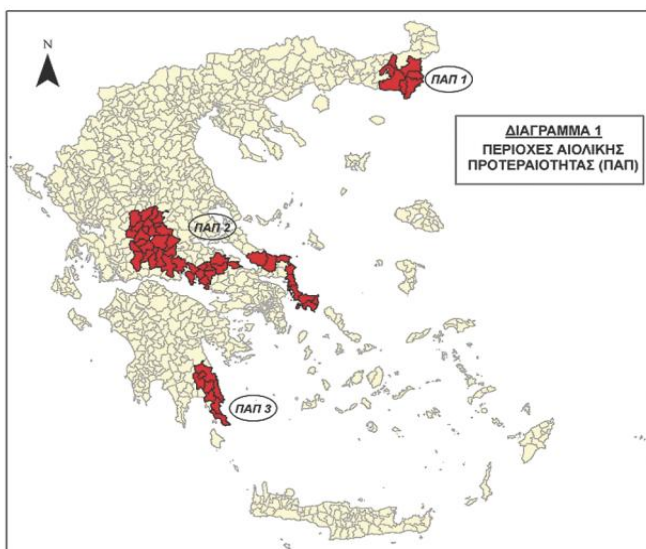 N
ΠΑΠ 1
ΔΙΑΓΡΑΜΜΑ 1
ΠΕΡΙΟΧΕΣ ΑΙΟΛΙΚΗΣ
ΠΡΟΤΕΡΑΙΟΤΗΤΑΣ (ΠΑΠ)
ΠΑΠ 2
ΠΑΠ 3